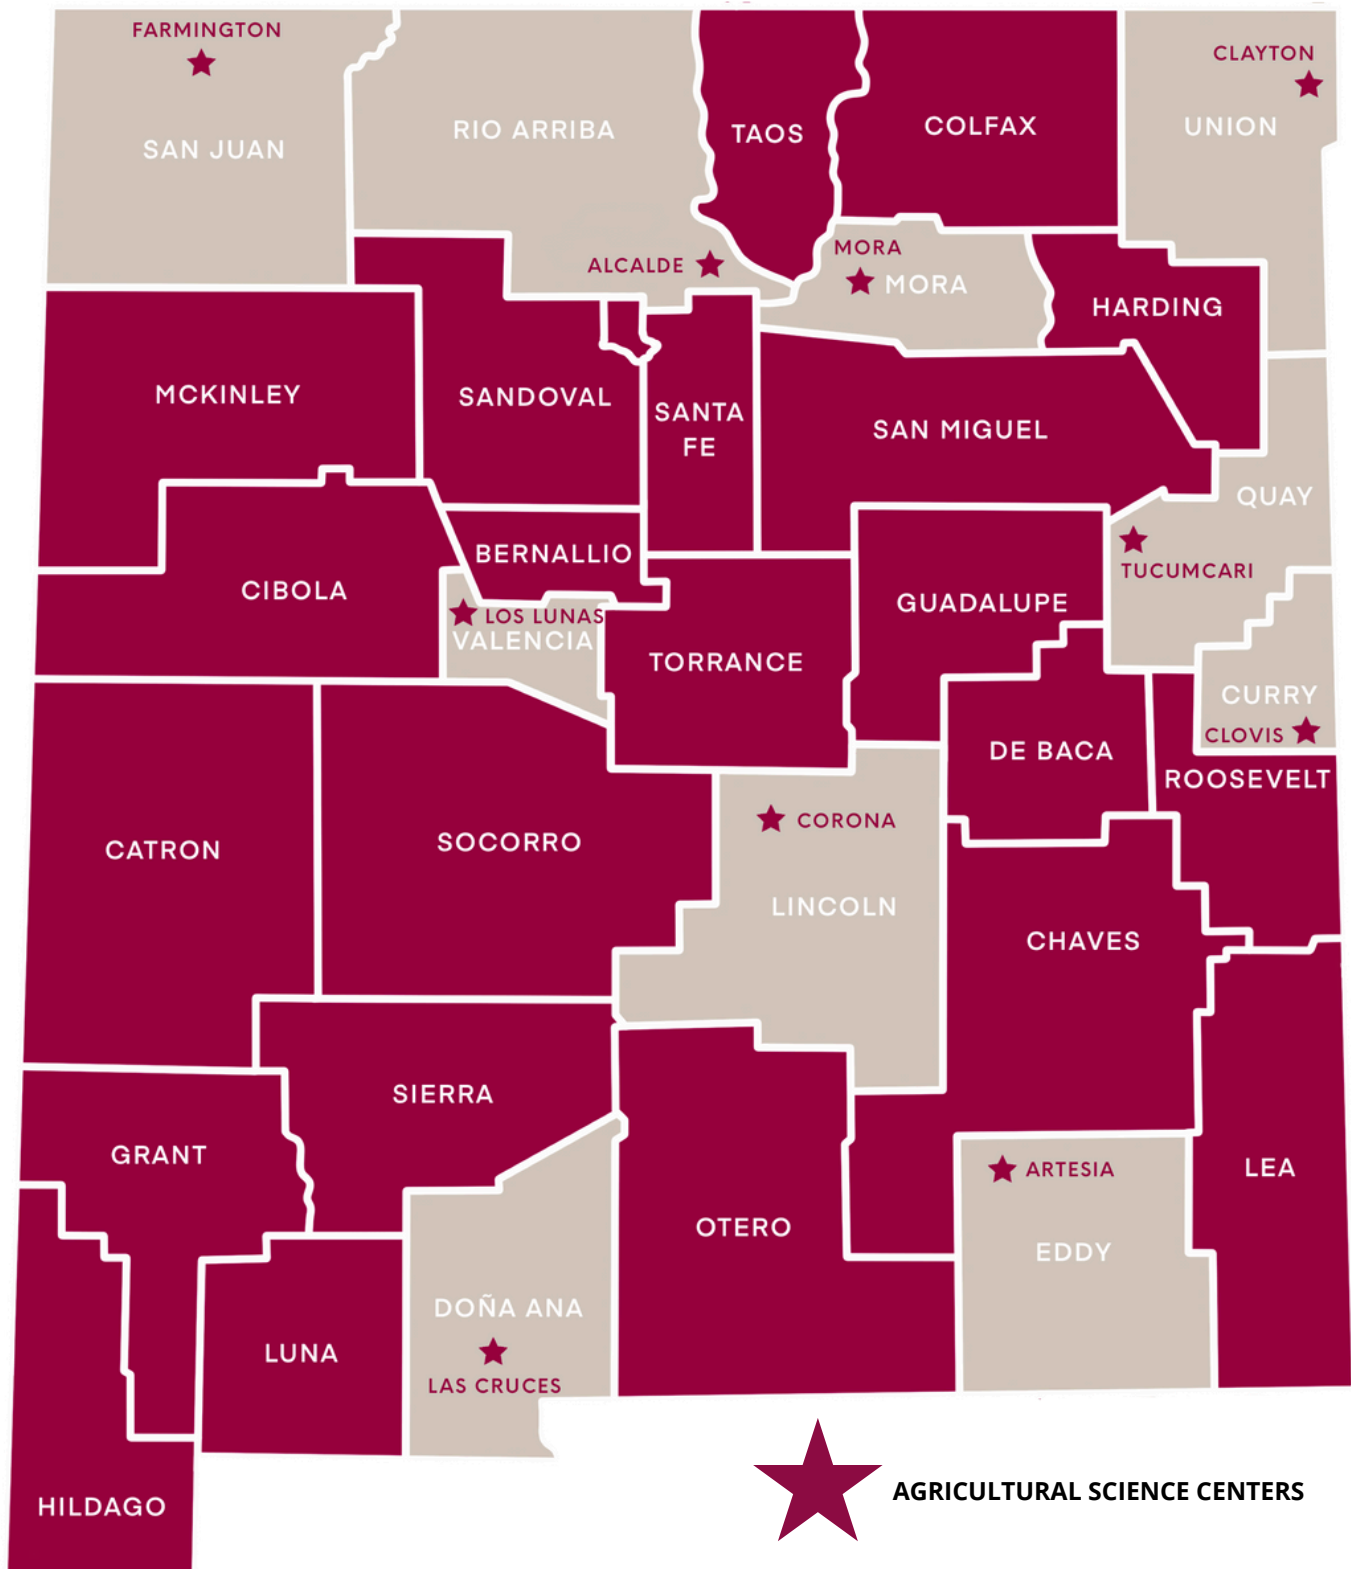 FARMINGTON
CLAYTON
SAN JUAN
RIO ARRIBA
TAOS
COLFAX
UNION
ALCALDE
MORA
MORA
HARDING
MCKINLEY
SANDOVAL
SANTA
FE
SAN MIGUEL
QUAY
TUCUMCARI
BERNALLIO
CIBOLA
LOS LUNAS
VALENCIA
GUADALUPE
TORRANCE
CURRY
CLOVIS
DE BACA
ROOSEVELT
CATRON
SOCORRO
CORONA
LINCOLN
CHAVES
SIERRA
GRANT
ARTESIA
LEA
OTERO
EDDY
DOÑA ANA
LAS CRUCES
LUNA
HILDAGO
AGRICULTURAL SCIENCE CENTERS